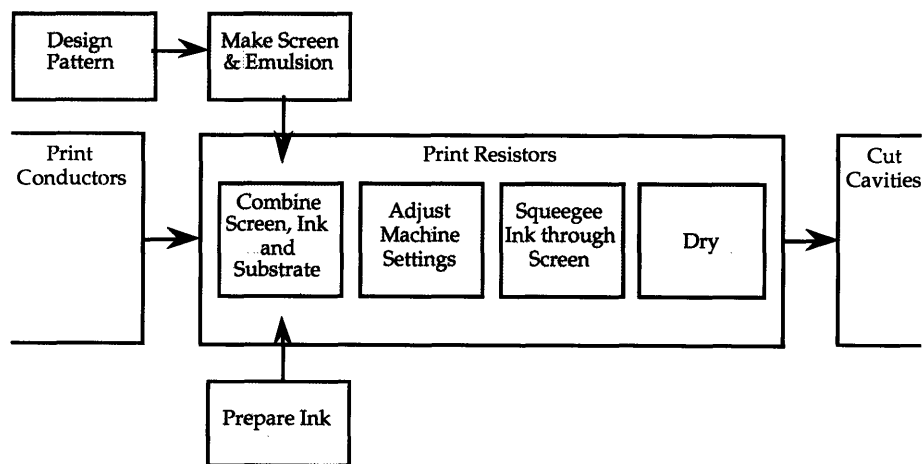 Design
Pattern
Make Screen
& Emulsion
Print
Conductors
Print Resistors
Combine
Screen, Ink
and
Substrate
Adjust
Machine
Settings
Squeegee
Ink through
Screen
Dry
Cut
Cavities
Prepare Ink